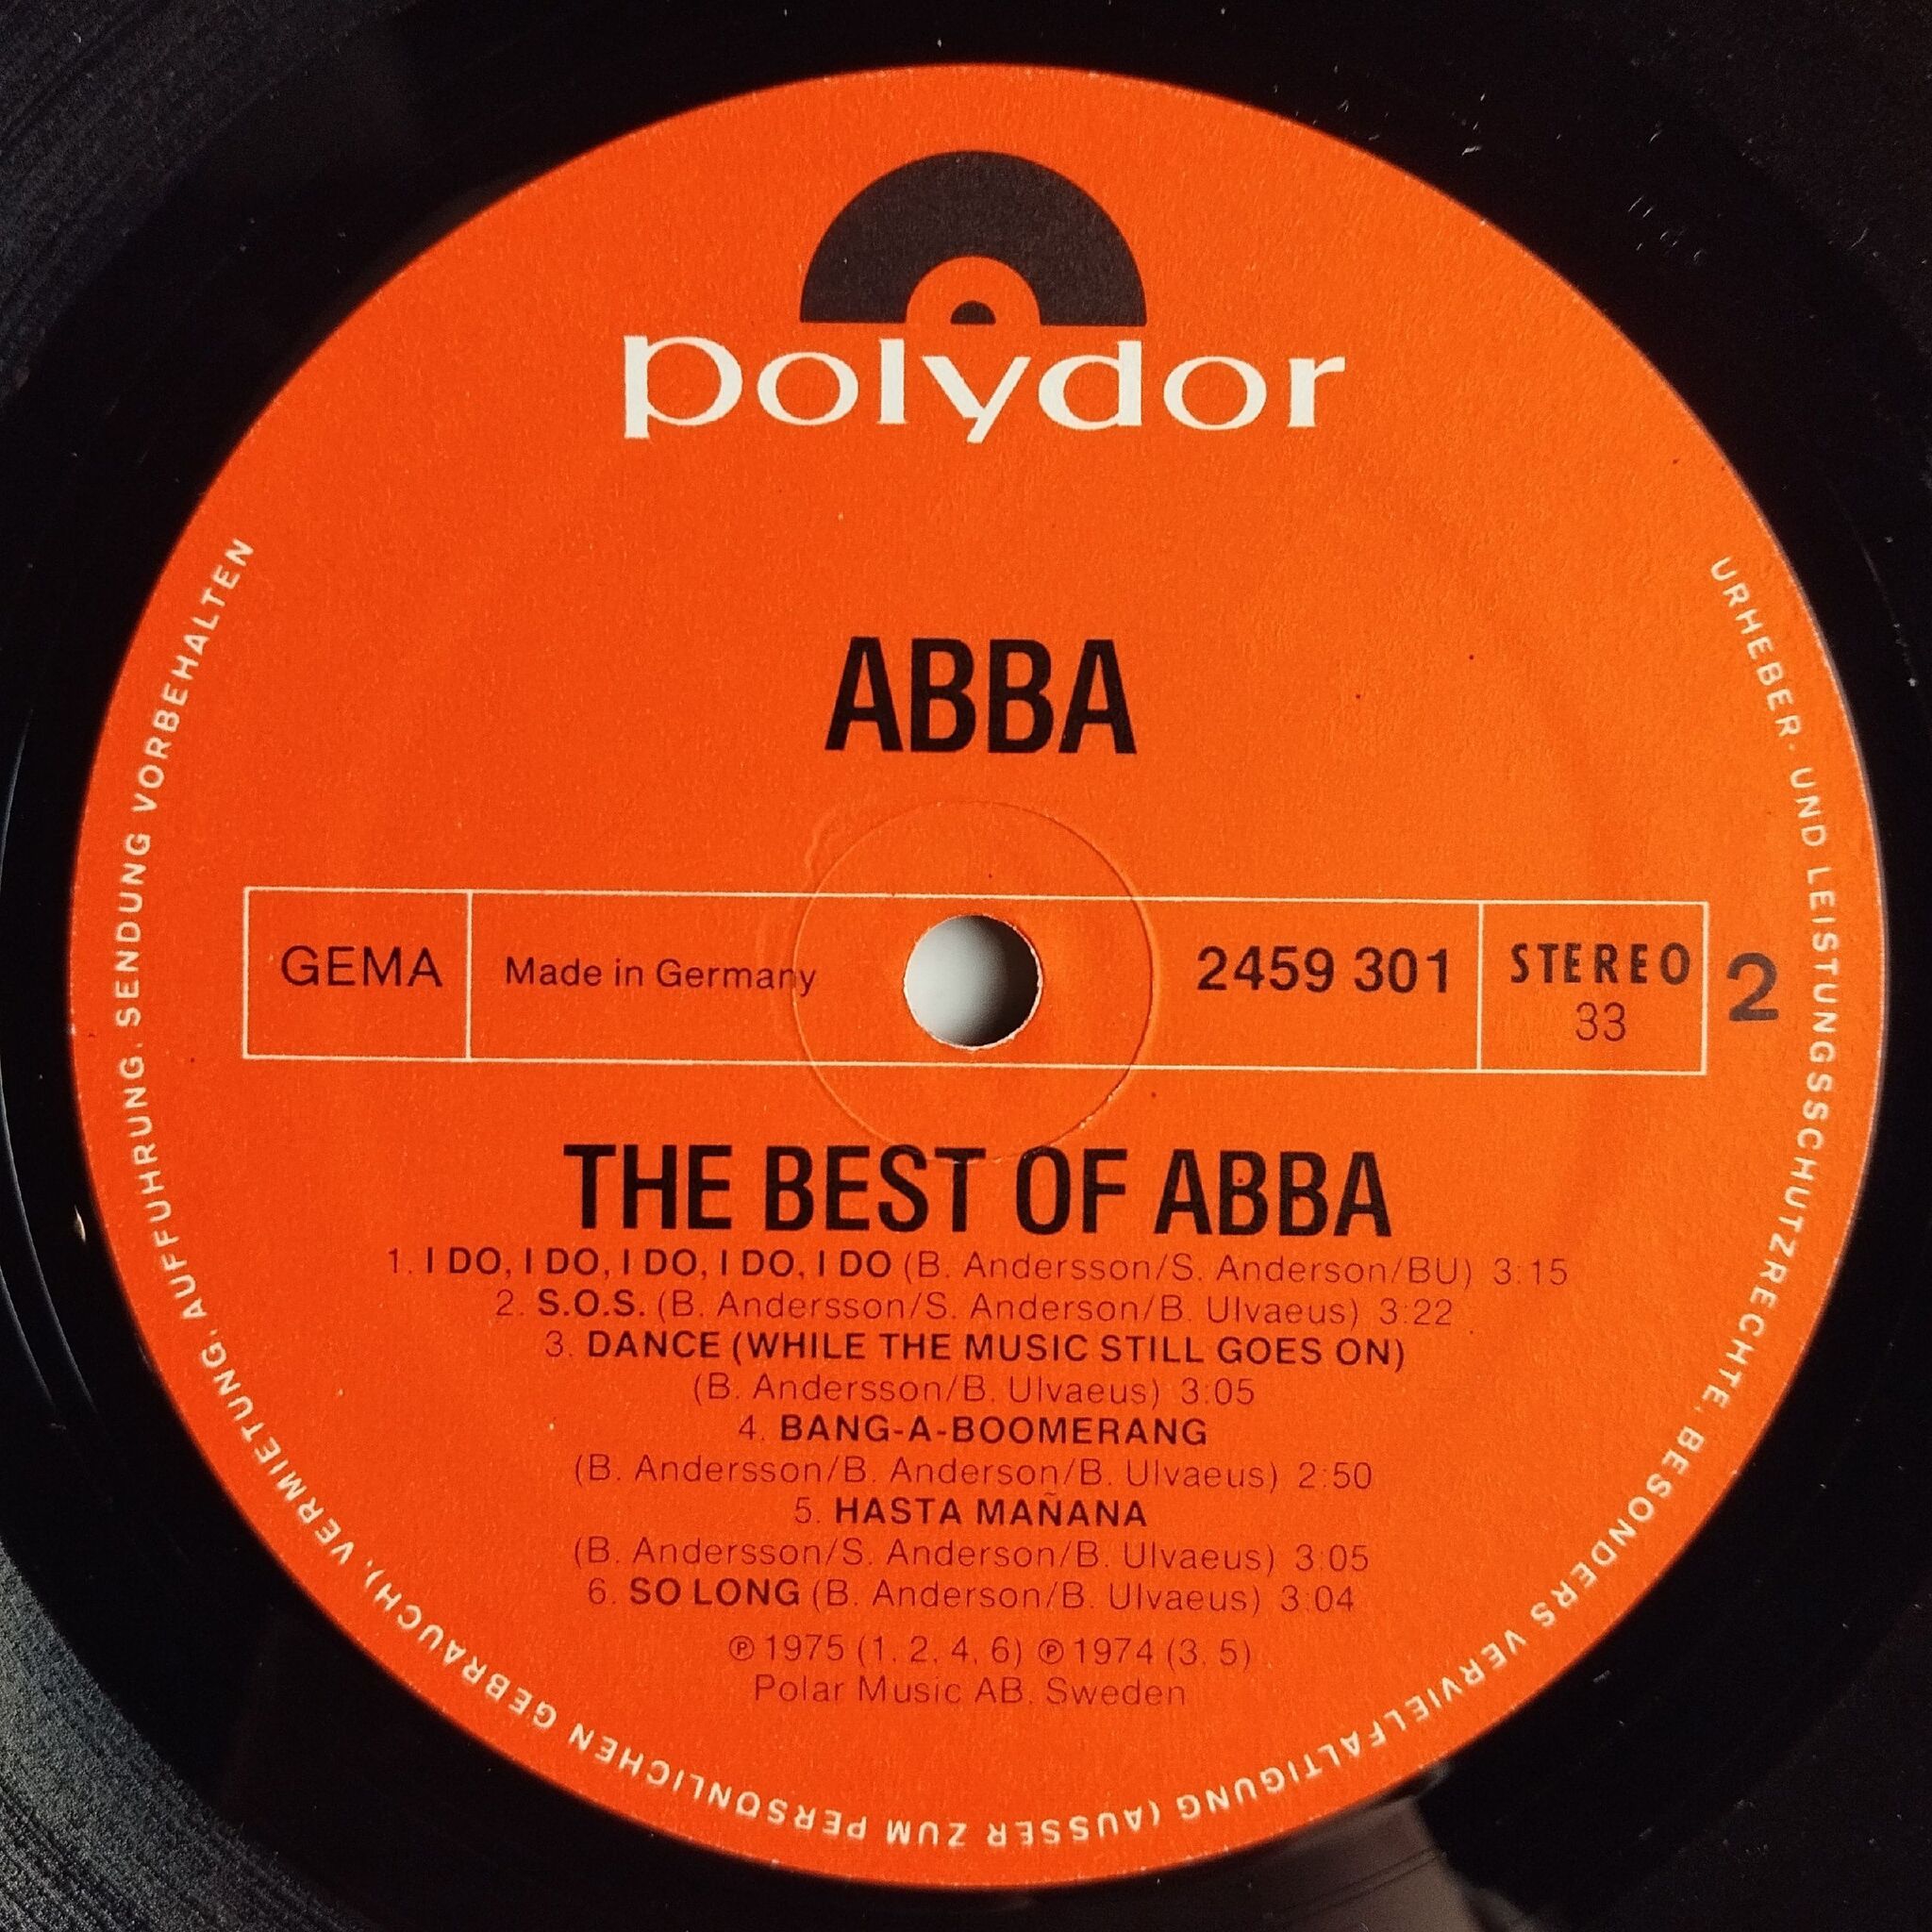 polydor
ABBA
GEMA
Made in Germany
2459 301
STEREO
33
2
THE BEST OF ABBA
1. I DO, I DO, I DO, I DO, I DO (B. Andersson/S. Anderson/BU) 3:15
2. S.O.S. (B. Andersson/S. Anderson/B. Ulvaeus) 3:22
3. DANCE (WHILE THE MUSIC STILL GOES ON)
(B. Andersson/B. Ulvaeus) 3:05
4. BANG-A-BOOMERANG
(B. Andersson/B. Anderson/B. Ulvaeus) 2:50
5. HASTA MAÑANA
(B. Andersson/S. Anderson/B. Ulvaeus) 3:05
6. SO LONG (B. Anderson/B. Ulvaeus) 3:04
℗ 1975 (1, 2, 4, 6) ℗ 1974 (3, 5)
Polar Music AB, Sweden
URHEBER- UND LEISTUNGSSCHUTZRECHTE, BESONDERS VERVIELFÄLTIGUNG (AUSSER ZUM PERSÖNLICHEN GEBRAUCH), VERMIETUNG, AUFFÜHRUNG, SENDUNG VORBEHALTEN